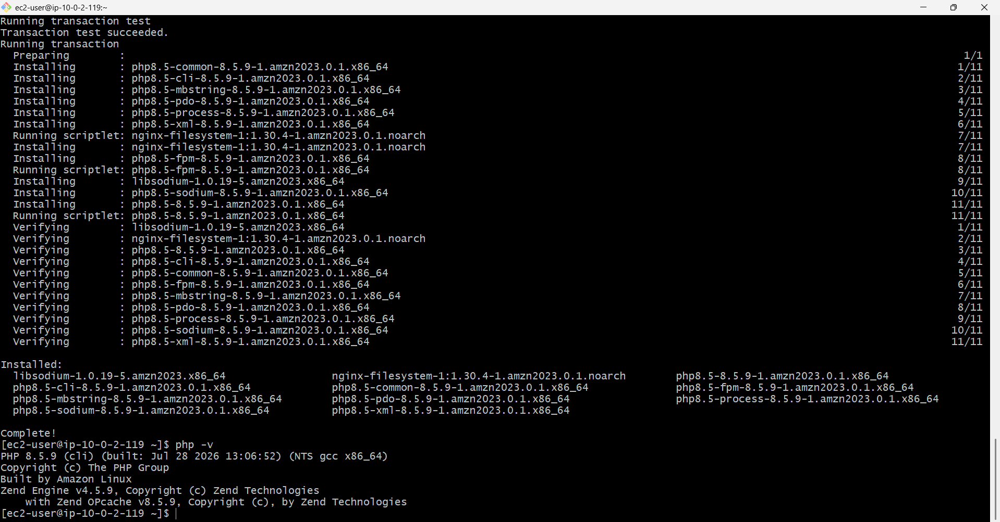 ec2-user@ip-10-0-2-119:~
Running transaction test
Transaction test succeeded.
Running transaction
  Preparing        :                                                        1/1
  Installing       : php8.5-common-8.5.9-1.amzn2023.0.1.x86_64             1/11
  Installing       : php8.5-cli-8.5.9-1.amzn2023.0.1.x86_64                2/11
  Installing       : php8.5-mbstring-8.5.9-1.amzn2023.0.1.x86_64           3/11
  Installing       : php8.5-pdo-8.5.9-1.amzn2023.0.1.x86_64                4/11
  Installing       : php8.5-process-8.5.9-1.amzn2023.0.1.x86_64            5/11
  Installing       : php8.5-xml-8.5.9-1.amzn2023.0.1.x86_64                6/11
  Running scriptlet: nginx-filesystem-1:1.30.4-1.amzn2023.0.1.noarch       7/11
  Installing       : nginx-filesystem-1:1.30.4-1.amzn2023.0.1.noarch       7/11
  Installing       : php8.5-fpm-8.5.9-1.amzn2023.0.1.x86_64                8/11
  Running scriptlet: php8.5-fpm-8.5.9-1.amzn2023.0.1.x86_64                8/11
  Installing       : libsodium-1.0.19-5.amzn2023.x86_64                    9/11
  Installing       : php8.5-sodium-8.5.9-1.amzn2023.0.1.x86_64            10/11
  Installing       : php8.5-8.5.9-1.amzn2023.0.1.x86_64                   11/11
  Running scriptlet: php8.5-8.5.9-1.amzn2023.0.1.x86_64                   11/11
  Verifying        : libsodium-1.0.19-5.amzn2023.x86_64                    1/11
  Verifying        : nginx-filesystem-1:1.30.4-1.amzn2023.0.1.noarch       2/11
  Verifying        : php8.5-8.5.9-1.amzn2023.0.1.x86_64                    3/11
  Verifying        : php8.5-cli-8.5.9-1.amzn2023.0.1.x86_64                4/11
  Verifying        : php8.5-common-8.5.9-1.amzn2023.0.1.x86_64             5/11
  Verifying        : php8.5-fpm-8.5.9-1.amzn2023.0.1.x86_64                6/11
  Verifying        : php8.5-mbstring-8.5.9-1.amzn2023.0.1.x86_64           7/11
  Verifying        : php8.5-pdo-8.5.9-1.amzn2023.0.1.x86_64                8/11
  Verifying        : php8.5-process-8.5.9-1.amzn2023.0.1.x86_64            9/11
  Verifying        : php8.5-sodium-8.5.9-1.amzn2023.0.1.x86_64            10/11
  Verifying        : php8.5-xml-8.5.9-1.amzn2023.0.1.x86_64               11/11
Installed:
  libsodium-1.0.19-5.amzn2023.x86_64 nginx-filesystem-1:1.30.4-1.amzn2023.0.1.noarch php8.5-8.5.9-1.amzn2023.0.1.x86_64
  php8.5-cli-8.5.9-1.amzn2023.0.1.x86_64 php8.5-common-8.5.9-1.amzn2023.0.1.x86_64 php8.5-fpm-8.5.9-1.amzn2023.0.1.x86_64
  php8.5-mbstring-8.5.9-1.amzn2023.0.1.x86_64 php8.5-pdo-8.5.9-1.amzn2023.0.1.x86_64 php8.5-process-8.5.9-1.amzn2023.0.1.x86_64
  php8.5-sodium-8.5.9-1.amzn2023.0.1.x86_64 php8.5-xml-8.5.9-1.amzn2023.0.1.x86_64
Complete!
[ec2-user@ip-10-0-2-119 ~]$ php -v
PHP 8.5.9 (cli) (built: Jul 28 2026 13:06:52) (NTS gcc x86_64)
Copyright (c) The PHP Group
Built by Amazon Linux
Zend Engine v4.5.9, Copyright (c) Zend Technologies
    with Zend OPcache v8.5.9, Copyright (c), by Zend Technologies
[ec2-user@ip-10-0-2-119 ~]$